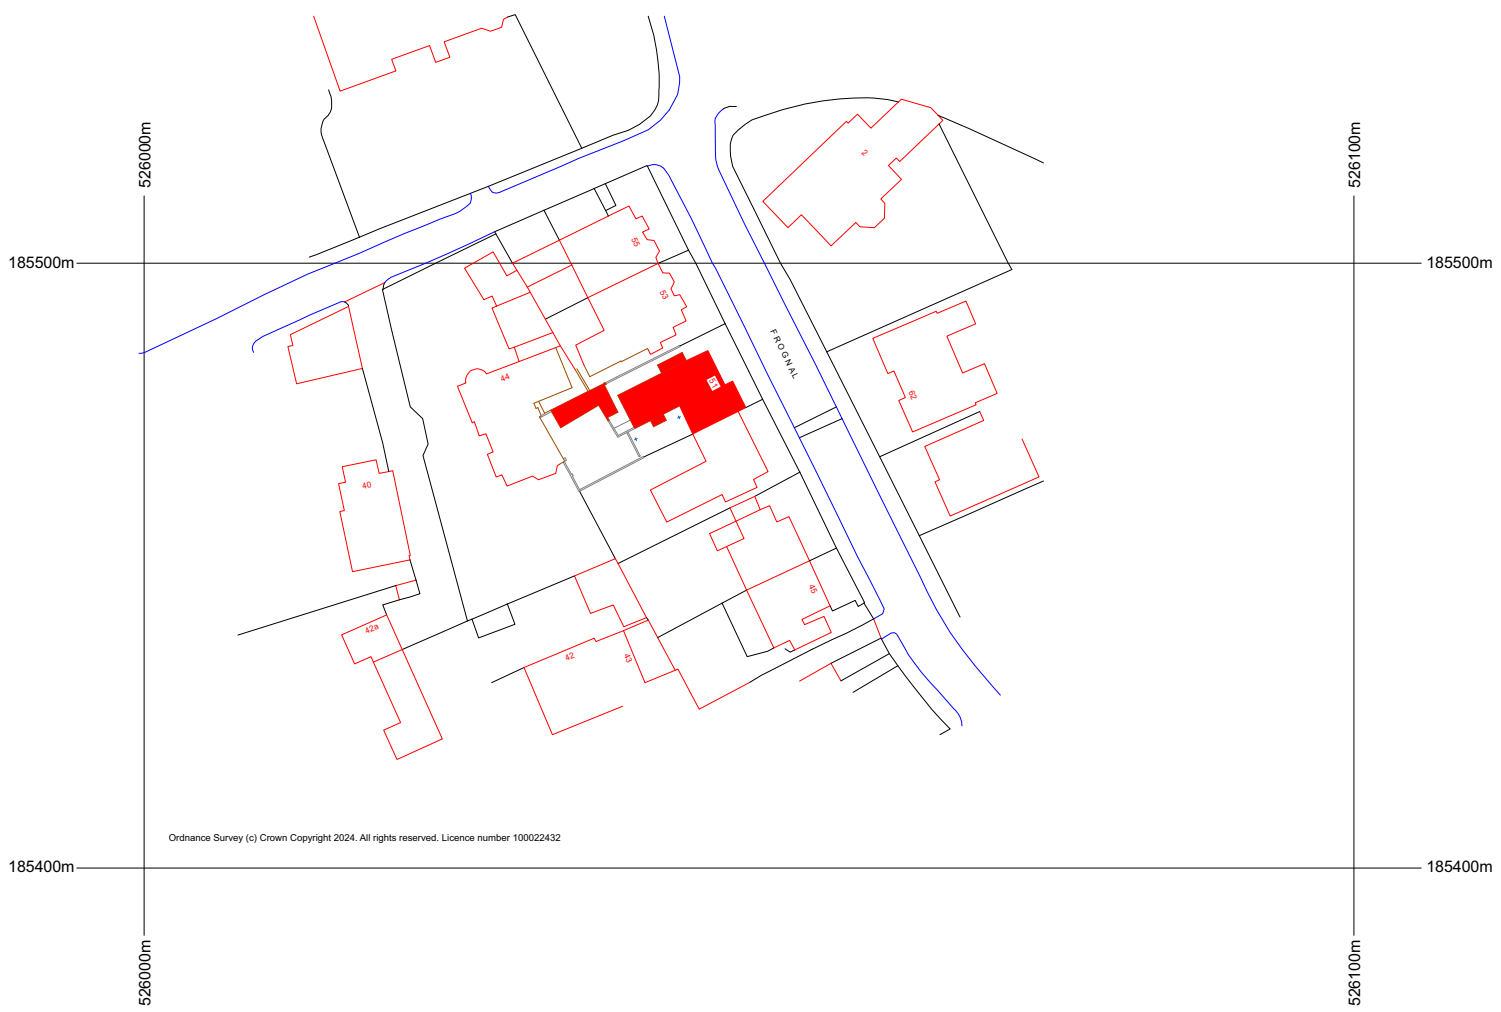 526000m
526100m
2
55
185500m
185500m
53
FROGNAL
44
51
62
40
45
42a
42
43
Ordnance Survey (c) Crown Copyright 2024. All rights reserved. Licence number 100022432
185400m
185400m
526000m
526100m